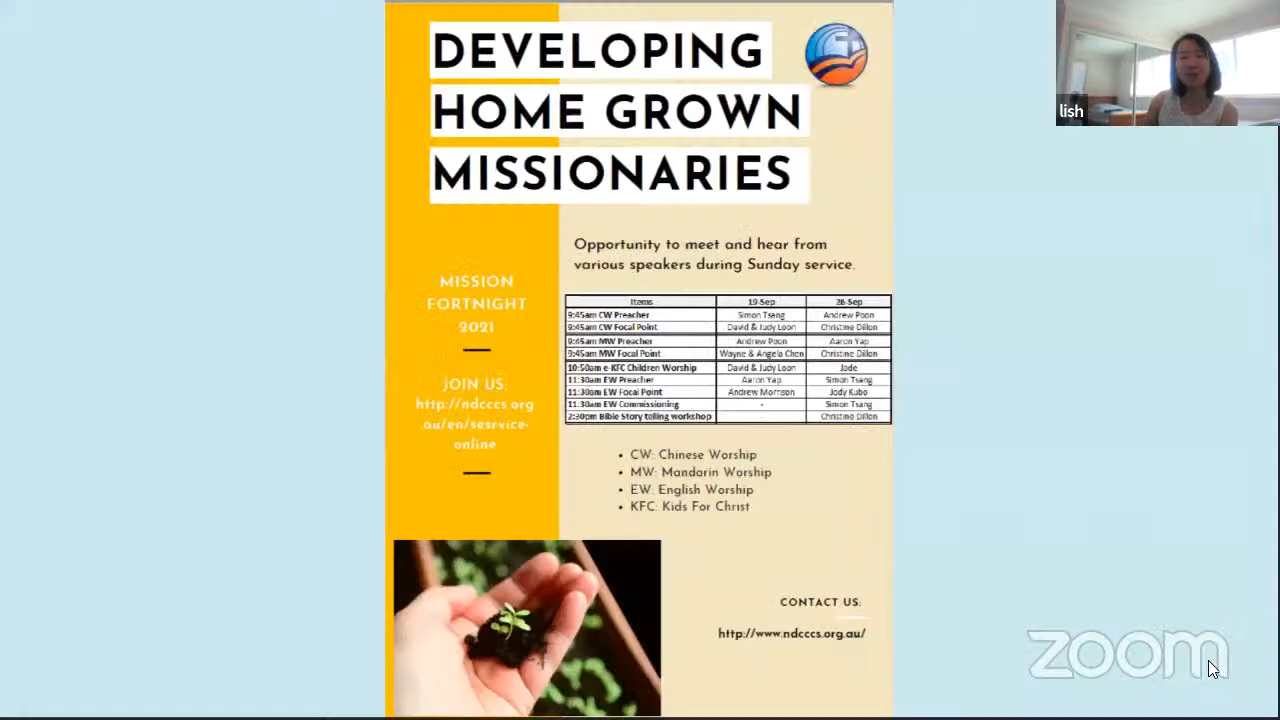 DEVELOPING
HOME GROWN
MISSIONARIES
lish
Opportunity to meet and hear from
various speakers during Sunday service.
MISSION
FORTNIGHT
2021
JOIN US:
http://ndcccs.org
.au/en/sesrvice-
online
Items 19-Sep 26-Sep
9:45am CW Preacher Simon Tsang Andrew Poon
9:45am CW Focal Point David & Judy Loon Christine Dillon
9:45am MW Preacher Andrew Poon Aaron Yap
9:45am MW Focal Point Wayne & Angela Chen Christine Dillon
10:50am e-KFC Children Worship David & Judy Loon Jade
11:30am EW Preacher Aaron Yap Simon Tsang
11:30am EW Focal Point Andrew Morrison Jody Kubo
11:30am EW Commissioning - Simon Tsang
2:30pm Bible Story telling workshop - Christine Dillon
• CW: Chinese Worship
• MW: Mandarin Worship
• EW: English Worship
• KFC: Kids For Christ
CONTACT US:
http://www.ndcccs.org.au/
zoom